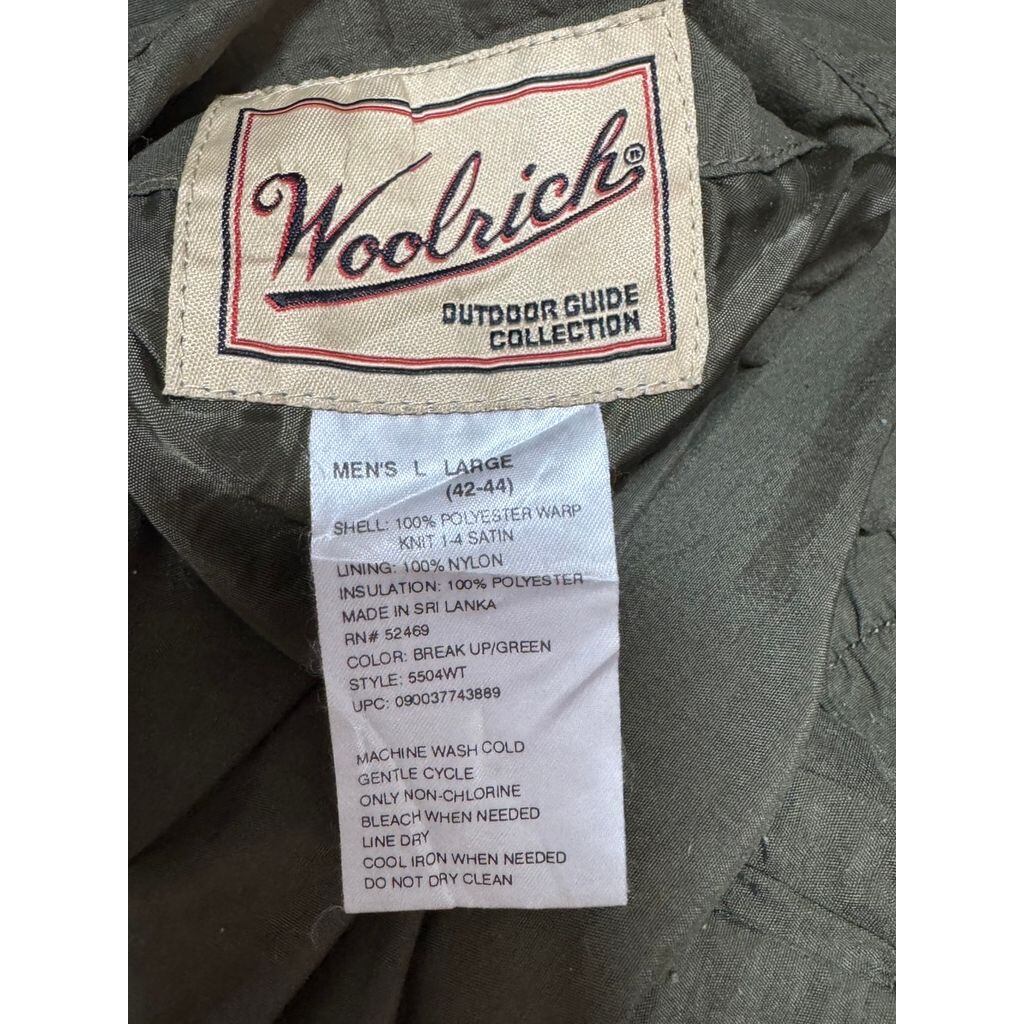 Woolrich®
OUTDOOR GUIDE
COLLECTION
MEN'S L LARGE
(42-44)
SHELL: 100% POLYESTER WARP
KNIT 1-4 SATIN
LINING: 100% NYLON
INSULATION: 100% POLYESTER
MADE IN SRI LANKA
RN# 52469
COLOR: BREAK UP/GREEN
STYLE: 5504WT
UPC: 090037743889
MACHINE WASH COLD
GENTLE CYCLE
ONLY NON-CHLORINE
BLEACH WHEN NEEDED
LINE DRY
COOL IRON WHEN NEEDED
DO NOT DRY CLEAN